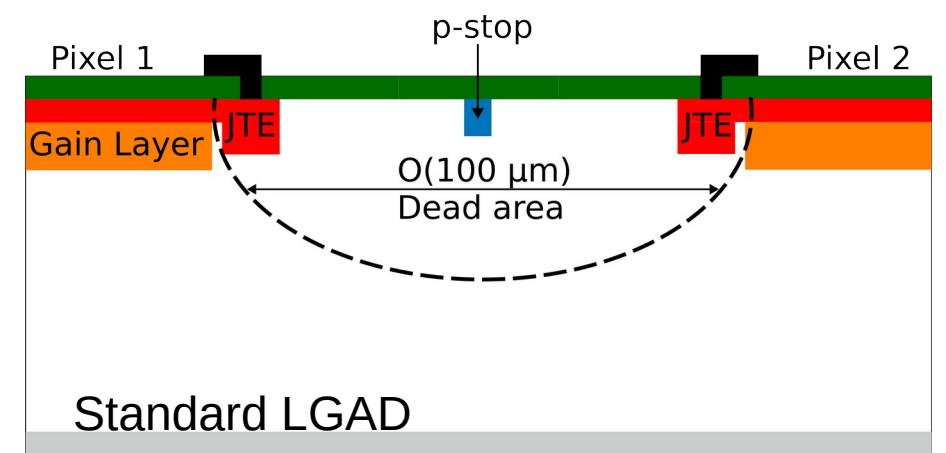 p-stop
Pixel 1
Pixel 2
JTE
JTE
Gain Layer
O(100 μm)
Dead area
Standard LGAD